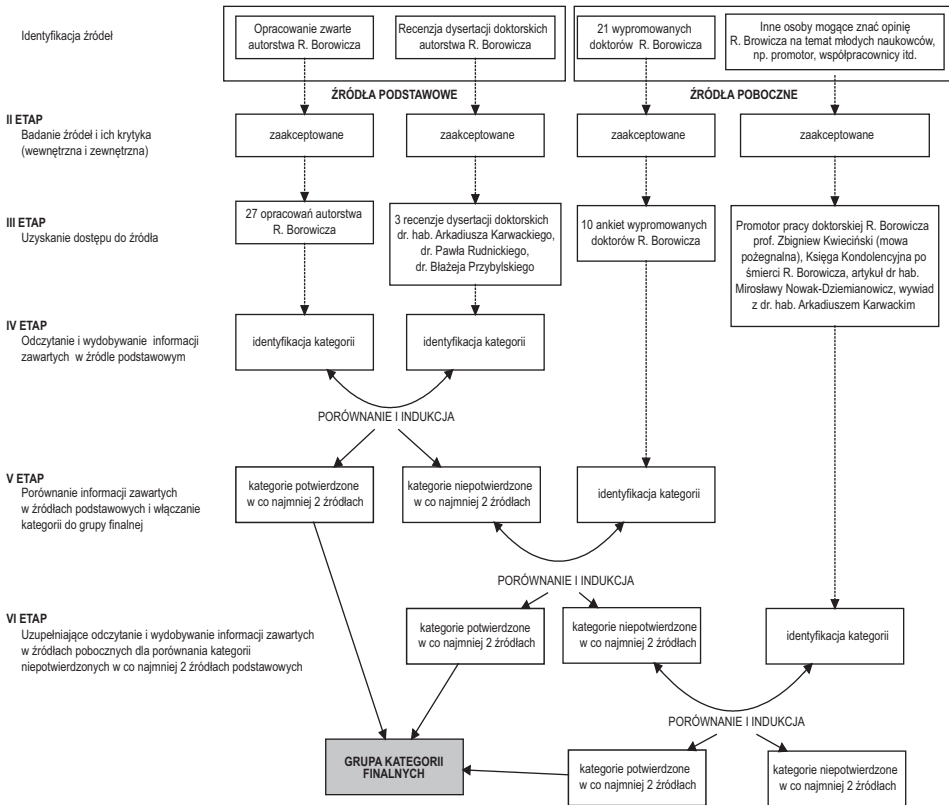 Identyfikacja źródeł
Opracowanie zwarte
autorstwa R. Borowicza
Recenzja dysertacji doktorskich
autorstwa R. Borowicza
21 wypromowanych
doktorów R. Borowicza
Inne osoby mogące znać opinię
R. Browicza na temat młodych naukowców,
np. promotor, współpracownicy itd.
ŹRÓDŁA PODSTAWOWE
ŹRÓDŁA POBOCZNE
II ETAP
Badanie źródeł i ich krytyka
(wewnętrzna i zewnętrzna)
zaakceptowane
zaakceptowane
zaakceptowane
zaakceptowane
III ETAP
Uzyskanie dostępu do źródła
27 opracowań autorstwa
R. Borowicza
3 recenzje dysertacji doktorskich
dr. hab. Arkadiusza Karwackiego,
dr. Pawła Rudnickiego,
dr. Błażeja Przybylskiego
10 ankiet wypromowanych
doktorów R. Borowicza
Promotor pracy doktorskiej R. Borowicza
prof. Zbigniew Kwieciński (mowa
pożegnalna), Księga Kondolencyjna po
śmierci R. Borowicza, artykuł dr hab.
Mirosławy Nowak-Dziemianowicz, wywiad
z dr. hab. Arkadiuszem Karwackim
IV ETAP
Odczytanie i wydobywanie informacji
zawartych w źródle podstawowym
identyfikacja kategorii
identyfikacja kategorii
PORÓWNANIE I INDUKCJA
V ETAP
Porównanie informacji zawartych
w źródłach podstawowych i włączanie
kategorii do grupy finalnej
kategorie potwierdzone
w co najmniej 2 źródłach
kategorie niepotwierdzone
w co najmniej 2 źródłach
identyfikacja kategorii
PORÓWNANIE I INDUKCJA
VI ETAP
Uzupełniające odczytanie i wydobywanie informacji zawartych
w źródłach pobocznych dla porównania kategorii
niepotwierdzonych w co najmniej 2 źródłach podstawowych
kategorie potwierdzone
w co najmniej 2 źródłach
kategorie niepotwierdzone
w co najmniej 2 źródłach
identyfikacja kategorii
PORÓWNANIE I INDUKCJA
GRUPA KATEGORII
FINALNYCH
kategorie potwierdzone
w co najmniej 2 źródłach
kategorie niepotwierdzone
w co najmniej 2 źródłach